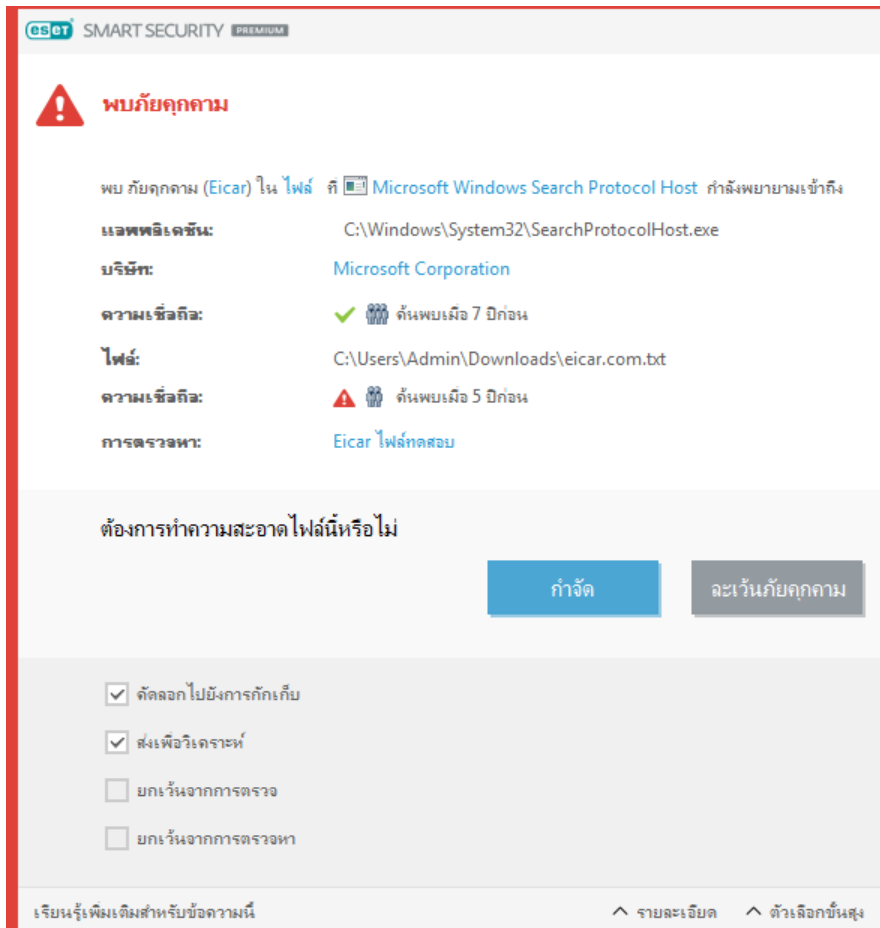 eset SMART SECURITY PREMIUM
พบภัยคุกคาม
พบ ภัยคุกคาม (Eicar) ใน ไฟล์ ที่ Microsoft Windows Search Protocol Host กำลังพยายามเข้าถึง
แอพพลิเคชัน: C:\Windows\System32\SearchProtocolHost.exe
บริษัท: Microsoft Corporation
ความเชื่อถือ: ค้นพบเมื่อ 7 ปีก่อน
ไฟล์: C:\Users\Admin\Downloads\eicar.com.txt
ความเชื่อถือ: ค้นพบเมื่อ 5 ปีก่อน
การตรวจหา: Eicar ไฟล์ทดสอบ
ต้องการทำความสะอาดไฟล์นี้หรือไม่
กำจัด ละเว้นภัยคุกคาม
คัดลอกไปยังการกักเก็บ
ส่งเพื่อวิเคราะห์
ยกเว้นจากการตรวจ
ยกเว้นจากการตรวจหา
เรียนรู้เพิ่มเติมสำหรับข้อความนี้ รายละเอียด ตัวเลือกขั้นสูง